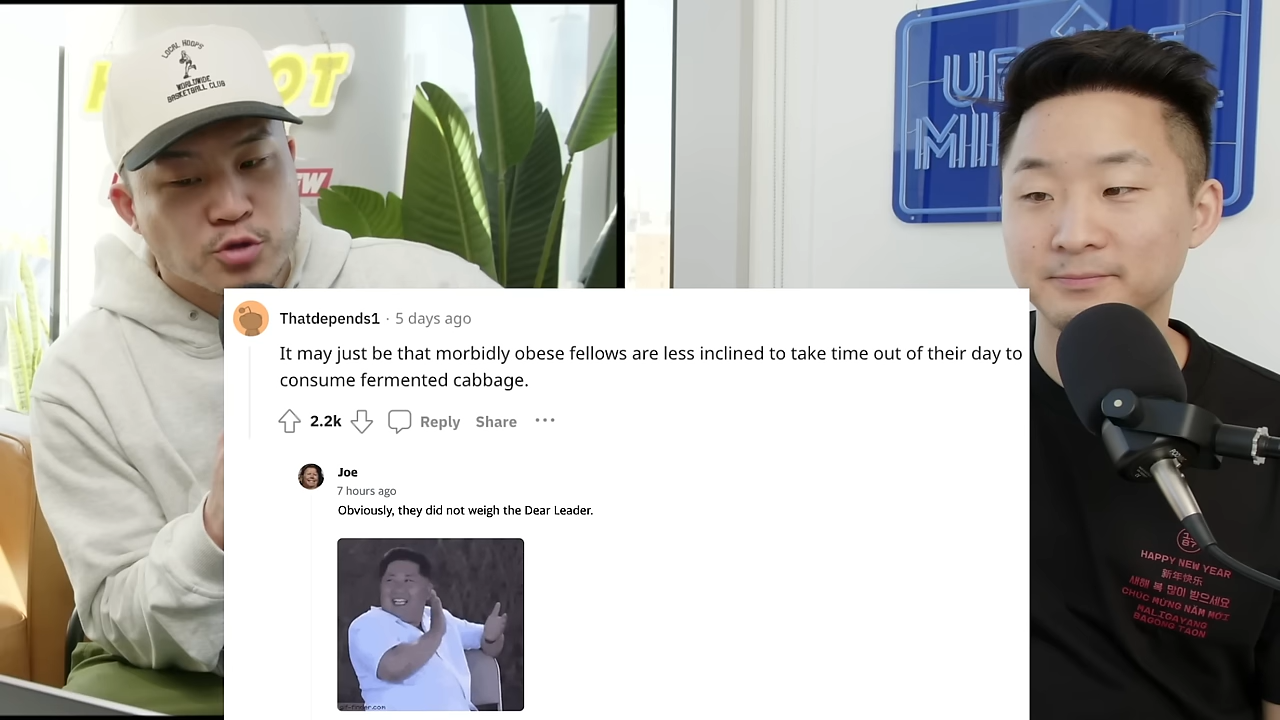 LOCAL HOOPS
WORLDWIDE
BASKETBALL CLUB
H
OT
EW
Thatdepends1 · 5 days ago
It may just be that morbidly obese fellows are less inclined to take time out of their day to
consume fermented cabbage.
2.2k
Reply
Share
Joe
7 hours ago
Obviously, they did not weigh the Dear Leader.
HAPPY NEW YEAR
新年快乐
새해 복 많이 받으세요
CHÚC MỪNG NĂM MỚI
MALIGAYANG
BAGONG TAON